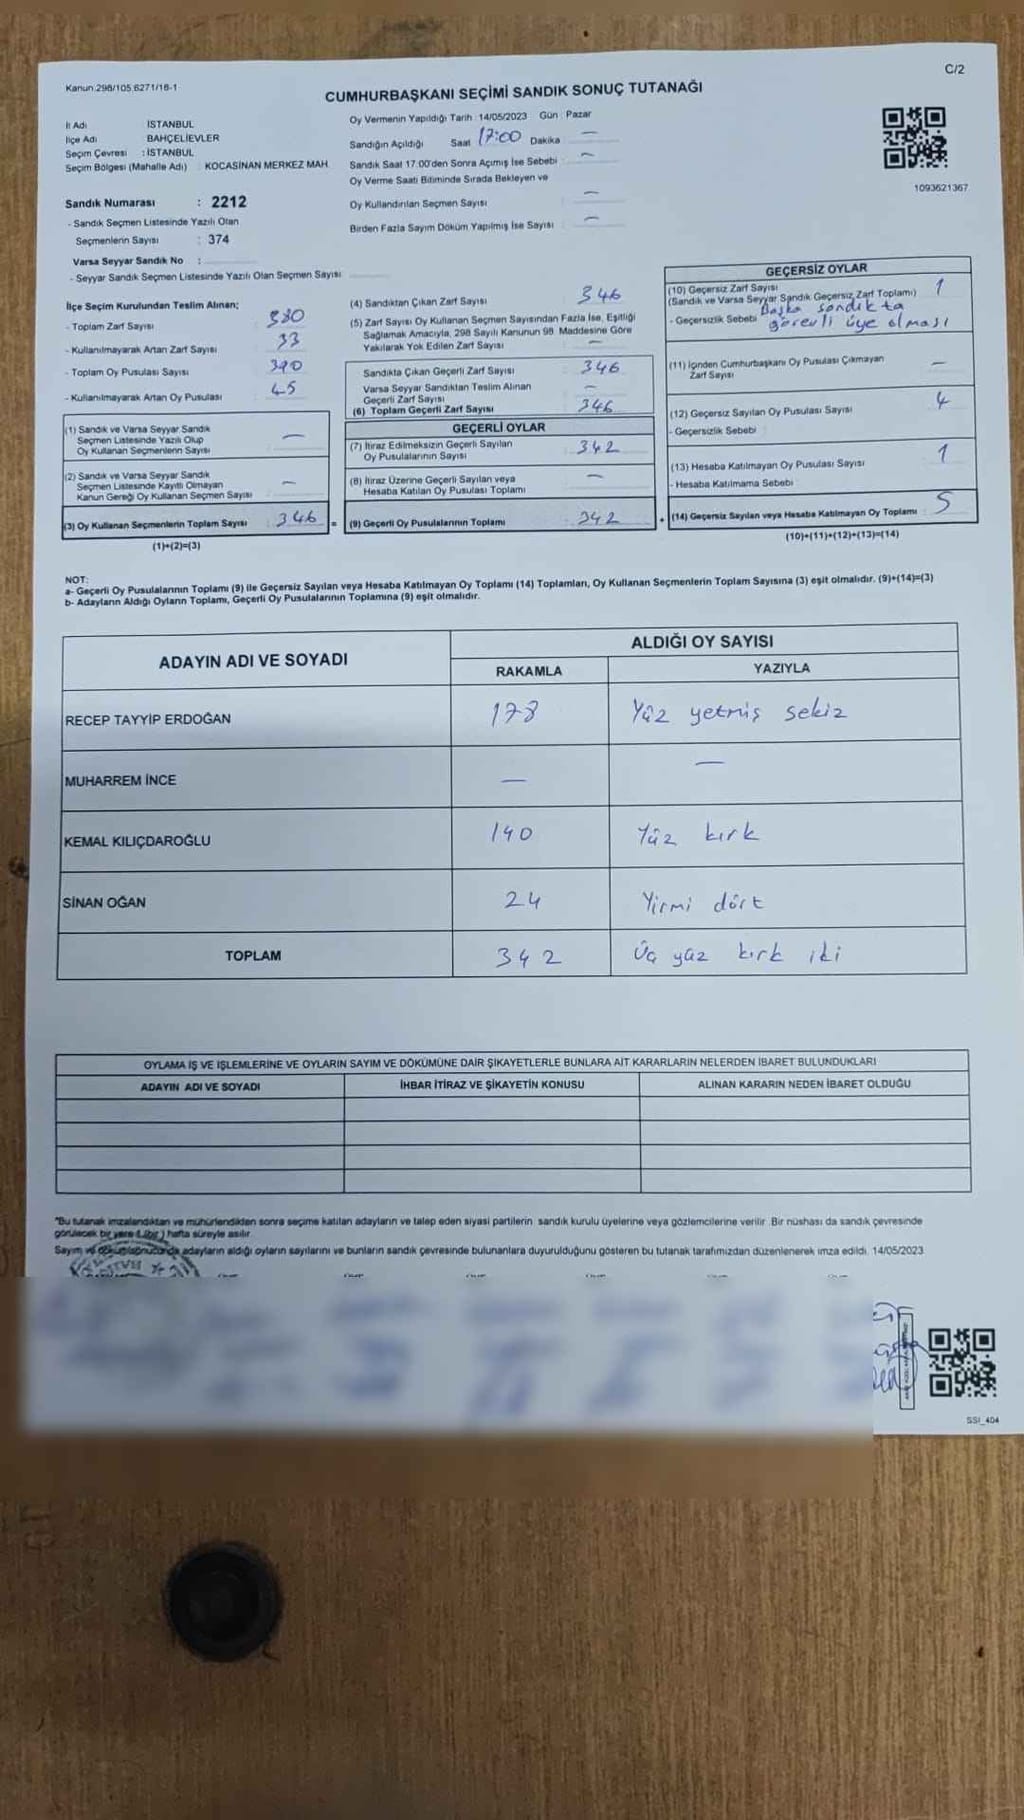 C/2
Kanun.298/105.6271/16-1
CUMHURBAŞKANI SEÇİMİ SANDIK SONUÇ TUTANAĞI
İl Adı İSTANBUL
İlçe Adı BAHÇELİEVLER
Seçim Çevresi : İSTANBUL
Seçim Bölgesi (Mahalle Adı) KOCASİNAN MERKEZ MAH.
Sandık Numarası : 2212
- Sandık Seçmen Listesinde Yazılı Olan
Seçmenlerin Sayısı : 374
Varsa Seyyar Sandık No :
- Seyyar Sandık Seçmen Listesinde Yazılı Olan Seçmen Sayısı
Oy Vermenin Yapıldığı Tarih : 14/05/2023 Gün : Pazar
Sandığın Açıldığı Saat 17:00 Dakika —
Sandık Saat 17:00'den Sonra Açımış İse Sebebi : —
Oy Verme Saati Bitiminde Sırada Bekleyen ve
Oy Kullandırılan Seçmen Sayısı —
Birden Fazla Sayım Döküm Yapılmış İse Sayısı : —
1093621367
İlçe Seçim Kurulundan Teslim Alınan;
- Toplam Zarf Sayısı 380
- Kullanılmayarak Artan Zarf Sayısı 33
- Toplam Oy Pusulası Sayısı 390
- Kullanılmayarak Artan Oy Pusulası 45
(1) Sandık ve Varsa Seyyar Sandık
Seçmen Listesinde Yazılı Olup
Oy Kullanan Seçmenlerin Sayısı —
(2) Sandık ve Varsa Seyyar Sandık
Seçmen Listesinde Kayıtlı Olmayan
Kanun Gereği Oy Kullanan Seçmen Sayısı —
(3) Oy Kullanan Seçmenlerin Toplam Sayısı : 346 =
(1)+(2)=(3)
(4) Sandıktan Çıkan Zarf Sayısı 346
(5) Zarf Sayısı Oy Kullanan Seçmen Sayısından Fazla İse, Eşitliği
Sağlamak Amacıyla, 298 Sayılı Kanunun 98. Maddesine Göre
Yakılarak Yok Edilen Zarf Sayısı —
Sandıkta Çıkan Geçerli Zarf Sayısı 346
Varsa Seyyar Sandıktan Teslim Alınan
Geçerli Zarf Sayısı —
(6) Toplam Geçerli Zarf Sayısı 346
GEÇERLİ OYLAR
(7) İtiraz Edilmeksizin Geçerli Sayılan
Oy Pusulalarının Sayısı 342
(8) İtiraz Üzerine Geçerli Sayılan veya
Hesaba Katılan Oy Pusulası Toplamı —
(9) Geçerli Oy Pusulalarının Toplamı 342 +
GEÇERSİZ OYLAR
(10) Geçersiz Zarf Sayısı 1
(Sandık ve Varsa Seyyar Sandık Geçersiz Zarf Toplamı)
- Geçersizlik Sebebi Başka sandıkta
görevli üye olması
(11) İçinden Cumhurbaşkanı Oy Pusulası Çıkmayan
Zarf Sayısı —
(12) Geçersiz Sayılan Oy Pusulası Sayısı 4
- Geçersizlik Sebebi :
(13) Hesaba Katılmayan Oy Pusulası Sayısı 1
- Hesaba Katılmama Sebebi
(14) Geçersiz Sayılan veya Hesaba Katılmayan Oy Toplamı : 5
(10)+(11)+(12)+(13)=(14)
NOT:
a- Geçerli Oy Pusulalarının Toplamı (9) ile Geçersiz Sayılan veya Hesaba Katılmayan Oy Toplamı (14) Toplamları, Oy Kullanan Seçmenlerin Toplam Sayısına (3) eşit olmalıdır. (9)+(14)=(3)
b- Adayların Aldığı Oyların Toplamı, Geçerli Oy Pusulalarının Toplamına (9) eşit olmalıdır.
ADAYIN ADI VE SOYADI ALDIĞI OY SAYISI
RAKAMLA YAZIYLA
RECEP TAYYİP ERDOĞAN 178 Yüz yetmiş sekiz
MUHARREM İNCE — —
KEMAL KILIÇDAROĞLU 140 Yüz kırk
SİNAN OĞAN 24 Yirmi dört
TOPLAM 342 Üç yüz kırk iki
OYLAMA İŞ VE İŞLEMLERİNE VE OYLARIN SAYIM VE DÖKÜMÜNE DAİR ŞİKAYETLERLE BUNLARA AİT KARARLARIN NELERDEN İBARET BULUNDUKLARI
ADAYIN ADI VE SOYADI İHBAR İTİRAZ VE ŞİKAYETİN KONUSU ALINAN KARARIN NEDEN İBARET OLDUĞU
*Bu tutanak imzalandıktan ve mühürlendikden sonra seçime katılan adayların ve talep eden siyasi partilerin sandık kurulu üyelerine veya gözlemcilerine verilir. Bir nüshası da sandık çevresinde
görülecek bir yere (1 bir) hafta süreyle asılır.
Sayım ve dökümsonucunda adayların aldığı oyların sayılarını ve bunların sandık çevresinde bulunanlara duyurulduğunu gösteren bu tutanak tarafımızdan düzenlenerek imza edildi. 14/05/2023
SSI_404